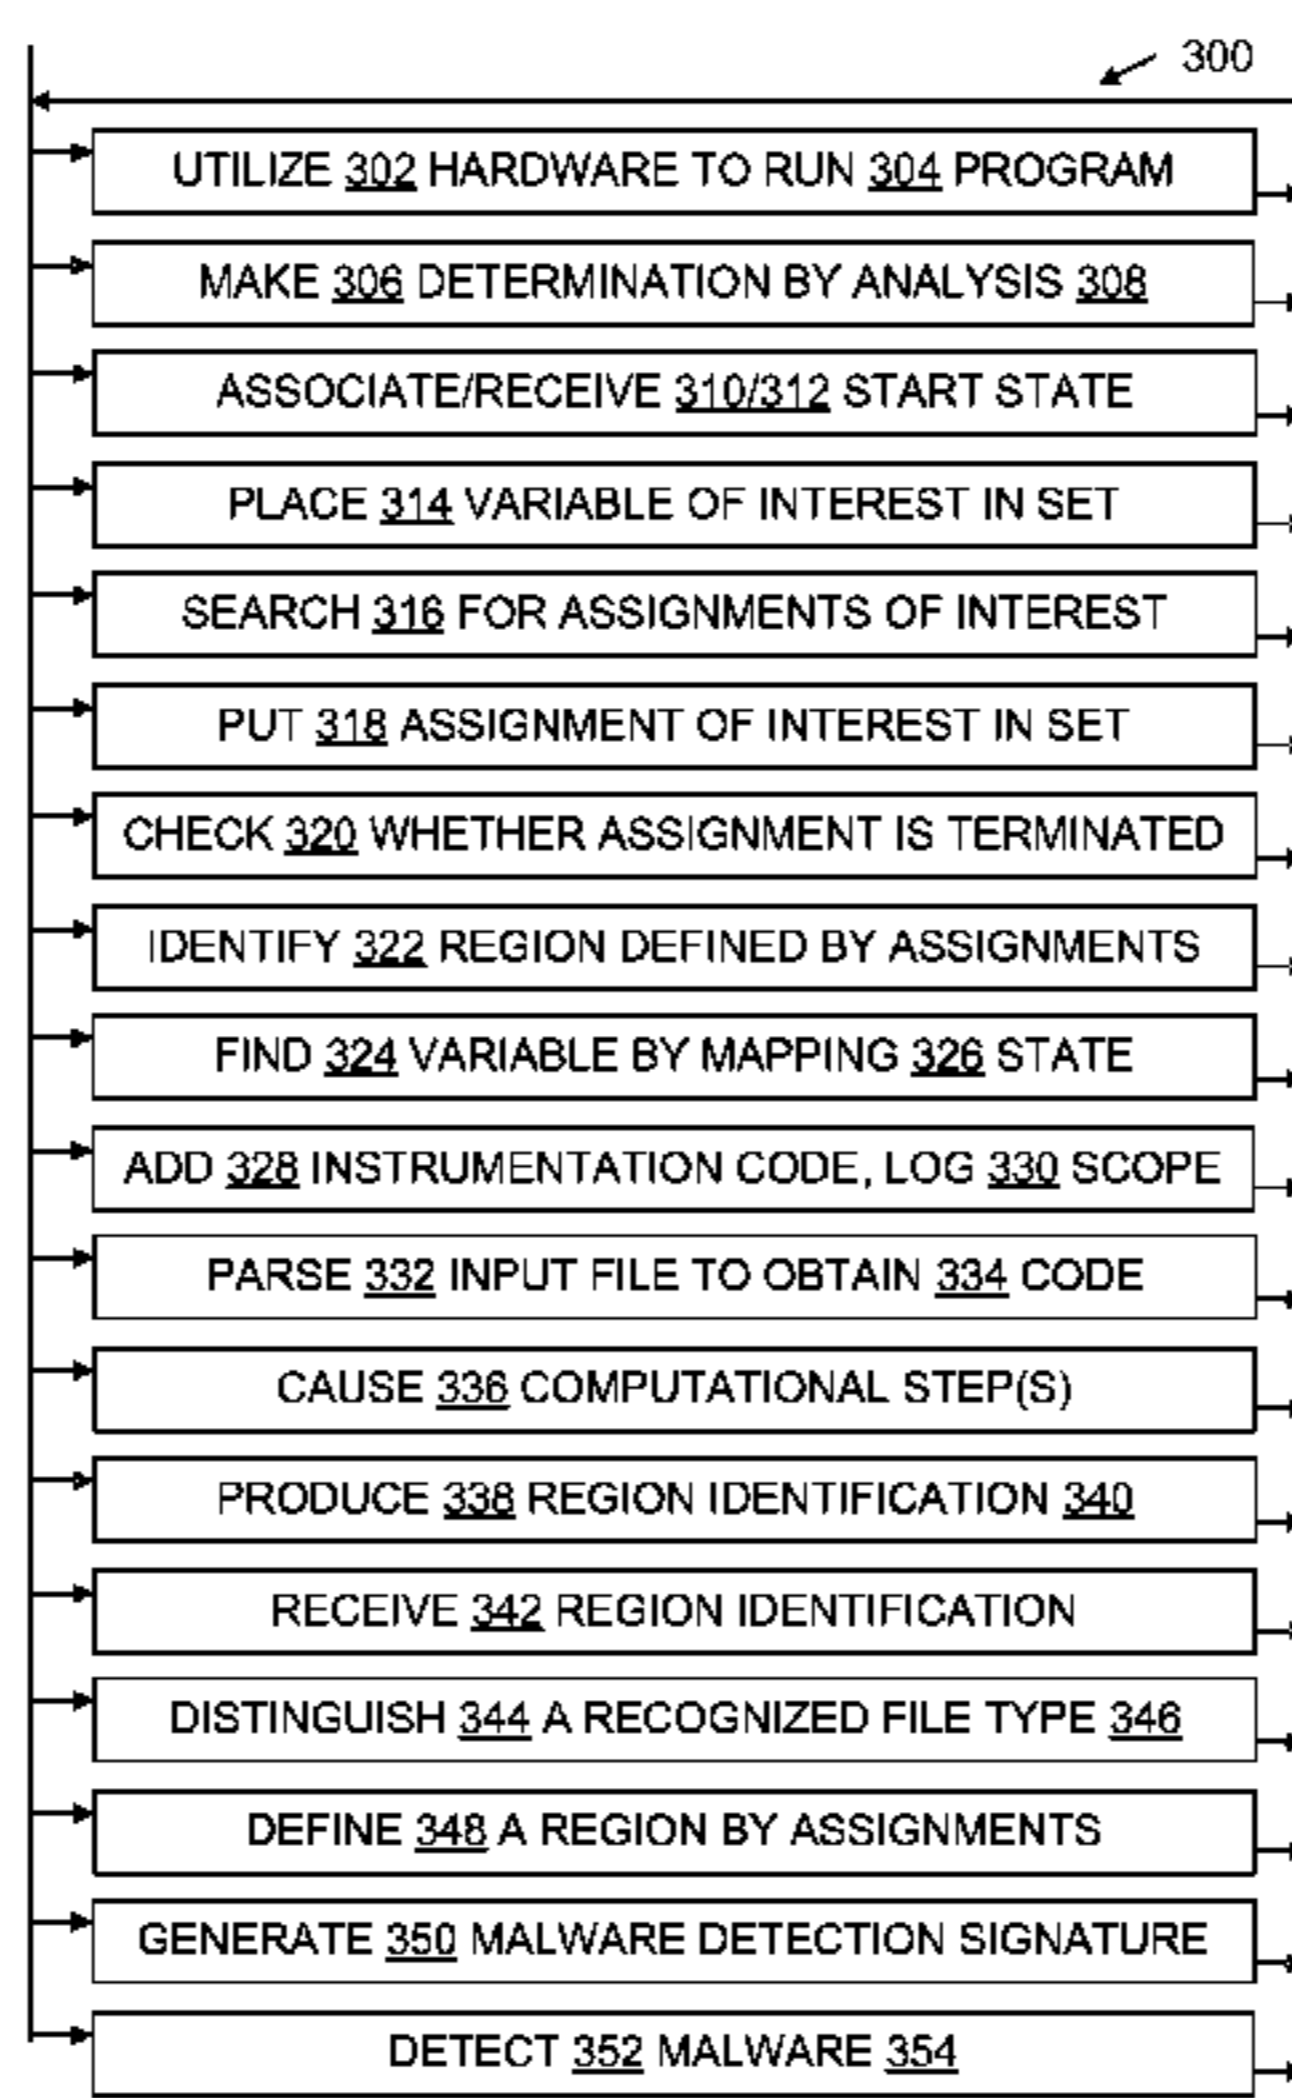 300
UTILIZE 302 HARDWARE TO RUN 304 PROGRAM
MAKE 306 DETERMINATION BY ANALYSIS 308
ASSOCIATE/RECEIVE 310/312 START STATE
PLACE 314 VARIABLE OF INTEREST IN SET
SEARCH 316 FOR ASSIGNMENTS OF INTEREST
PUT 318 ASSIGNMENT OF INTEREST IN SET
CHECK 320 WHETHER ASSIGNMENT IS TERMINATED
IDENTIFY 322 REGION DEFINED BY ASSIGNMENTS
FIND 324 VARIABLE BY MAPPING 326 STATE
ADD 328 INSTRUMENTATION CODE, LOG 330 SCOPE
PARSE 332 INPUT FILE TO OBTAIN 334 CODE
CAUSE 336 COMPUTATIONAL STEP(S)
PRODUCE 338 REGION IDENTIFICATION 340
RECEIVE 342 REGION IDENTIFICATION
DISTINGUISH 344 A RECOGNIZED FILE TYPE 346
DEFINE 348 A REGION BY ASSIGNMENTS
GENERATE 350 MALWARE DETECTION SIGNATURE
DETECT 352 MALWARE 354